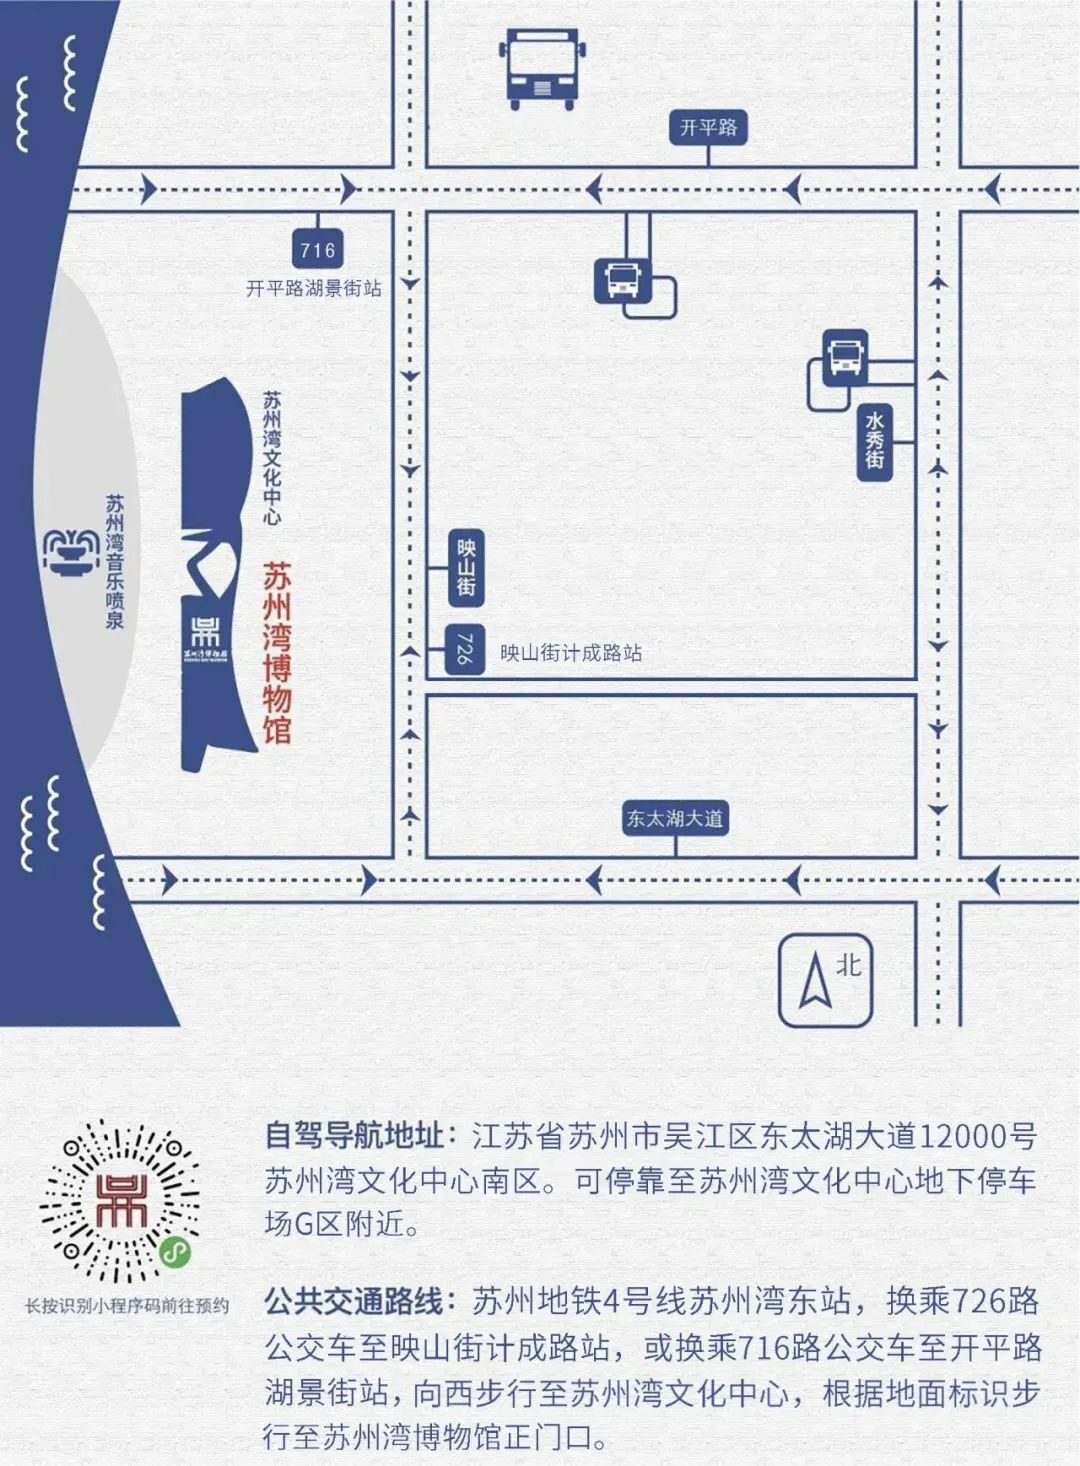 开平路
716
开平路湖景街站
苏州湾文化中心
水秀街
苏州湾音乐喷泉
映山街
苏州湾博物馆
726
映山街计成路站
苏州湾博物馆
东太湖大道
北
自驾导航地址：江苏省苏州市吴江区东太湖大道12000号
苏州湾文化中心南区。可停靠至苏州湾文化中心地下停车
场G区附近。
长按识别小程序码前往预约
公共交通路线：苏州地铁4号线苏州湾东站，换乘726路
公交车至映山街计成路站，或换乘716路公交车至开平路
湖景街站，向西步行至苏州湾文化中心，根据地面标识步
行至苏州湾博物馆正门口。